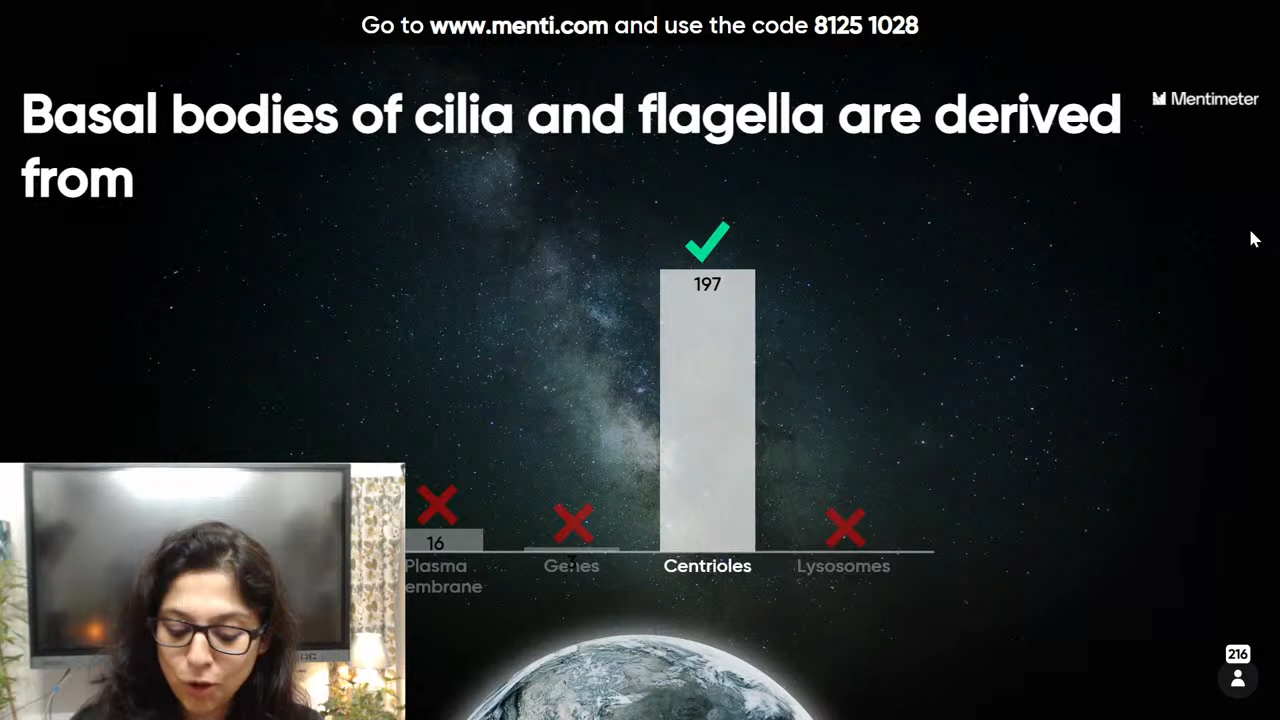 Go to www.menti.com and use the code 8125 1028
Basal bodies of cilia and flagella are derived
from
Mentimeter
197
16
3
Plasma
embrane
Genes
Centrioles
Lysosomes
216